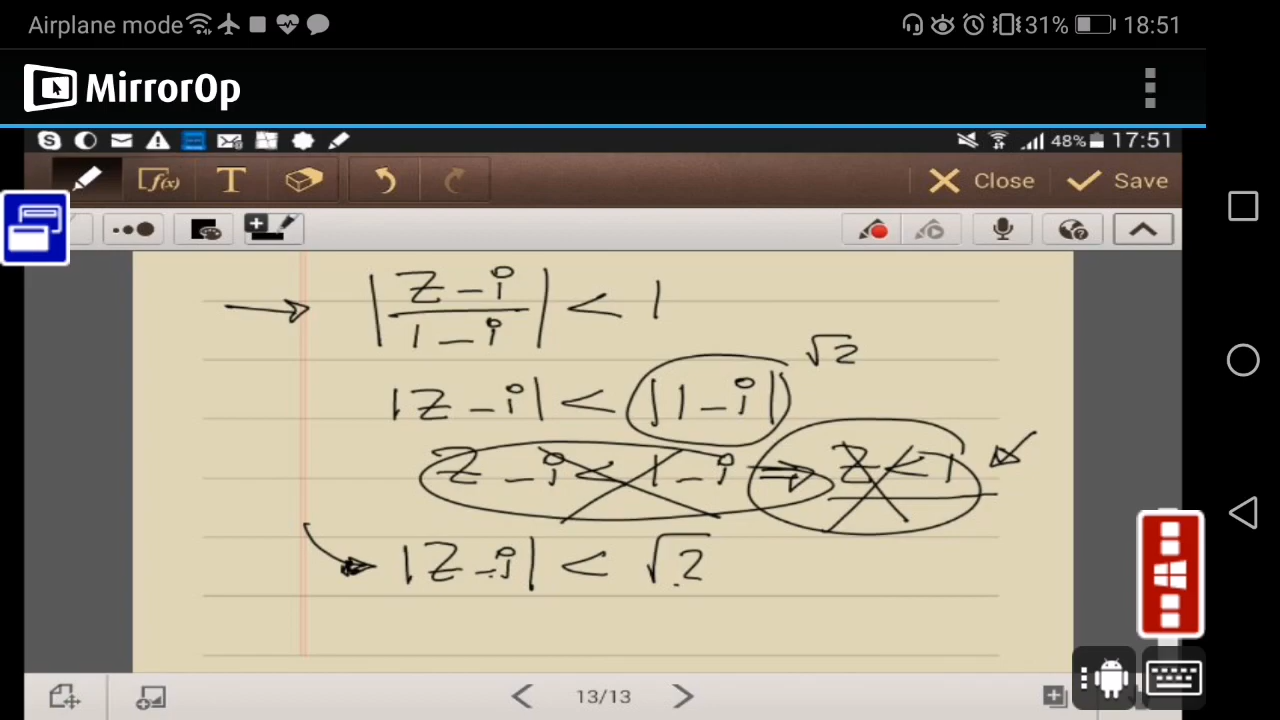 Airplane mode 31% 18:51
MirrorOp
48% 17:51
f(x) T Close Save
→ |z-i / 1-i| < 1
|z-i| < |1-i| √2
z-i < 1-i ⇒ z < 1
|z-i| < √2
13/13